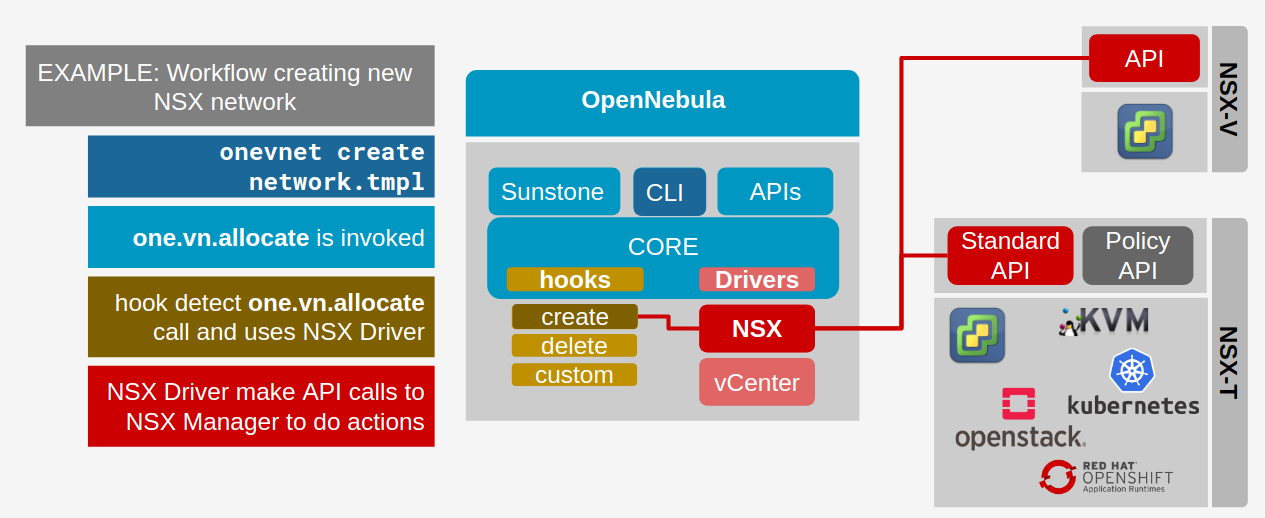 EXAMPLE: Workflow creating new
NSX network
onevnet create
network.tmpl
one.vn.allocate is invoked
hook detect one.vn.allocate
call and uses NSX Driver
NSX Driver make API calls to
NSX Manager to do actions
OpenNebula
Sunstone
CLI
APIs
CORE
hooks
Drivers
create
delete
custom
NSX
vCenter
API
NSX-V
Standard
API
Policy
API
KVM
kubernetes
openstack.
RED HAT
OPENSHIFT
Application Runtimes
NSX-T